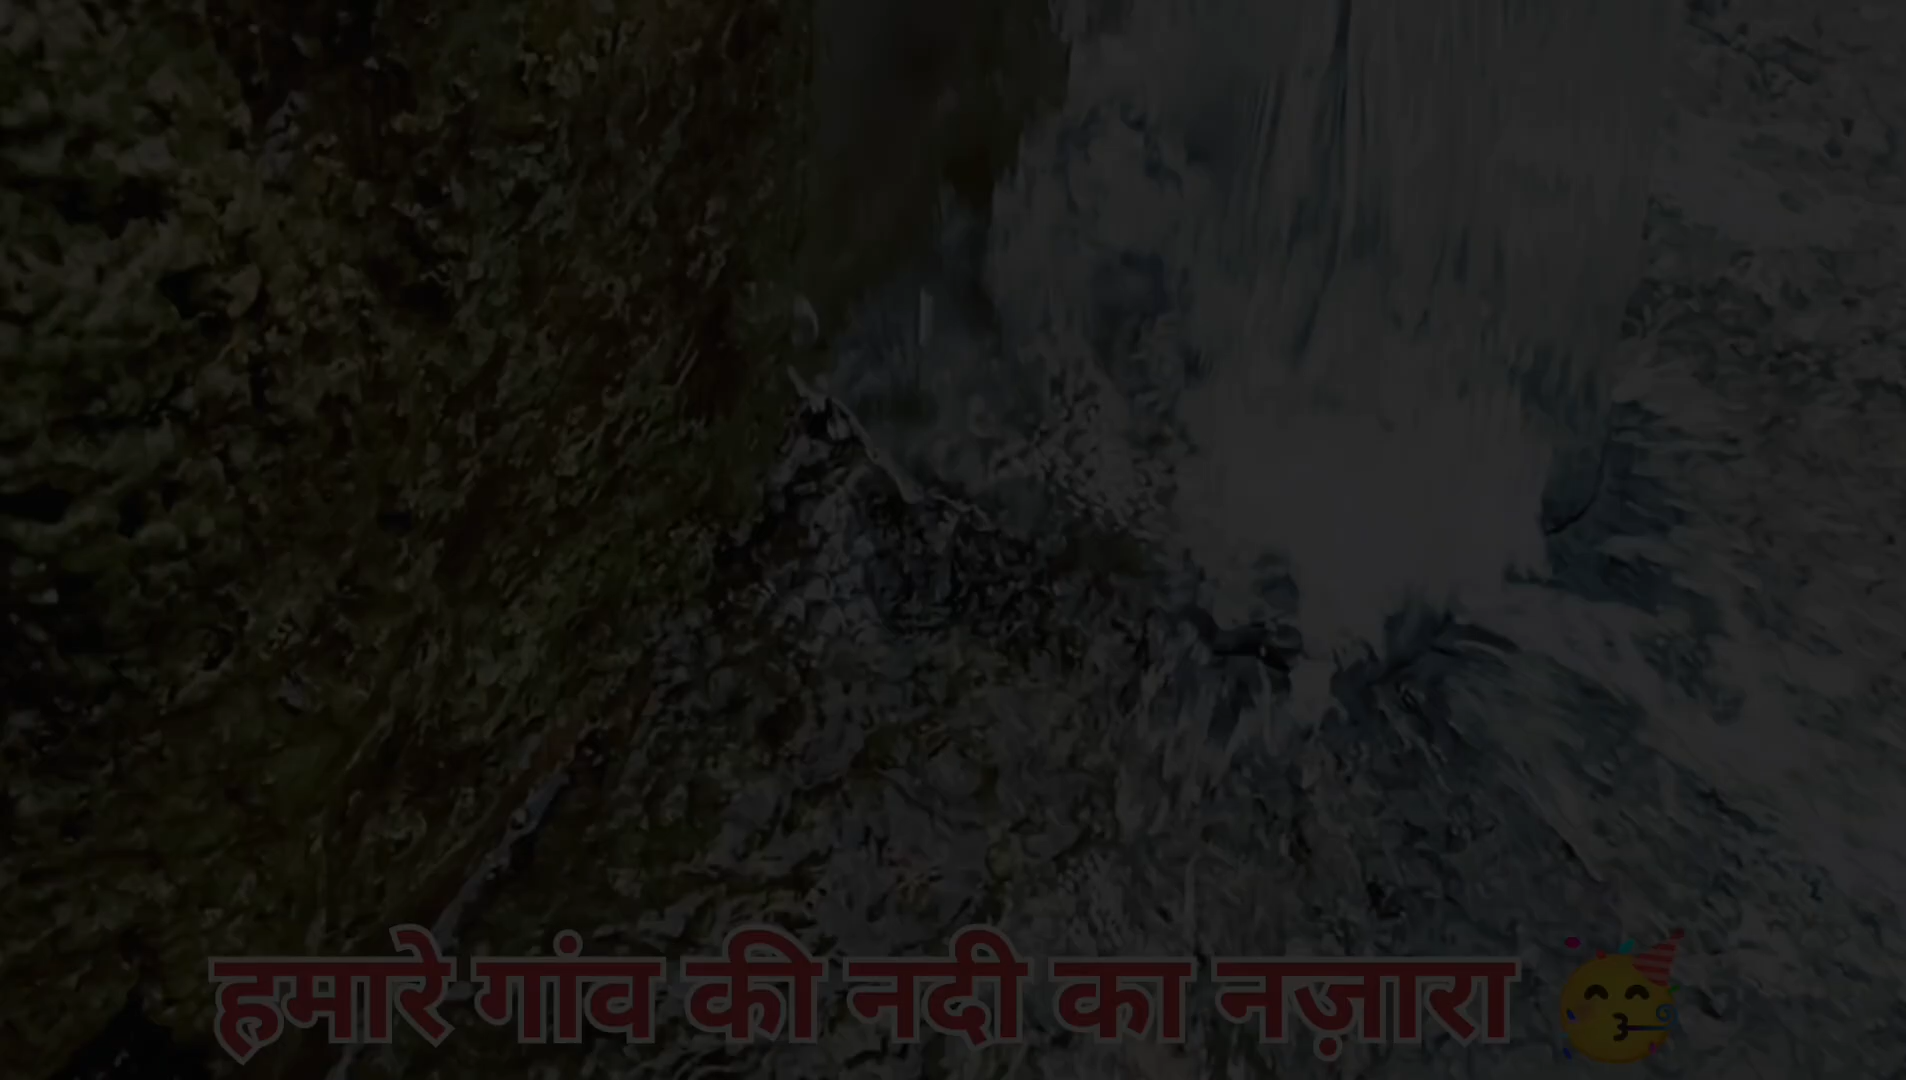 हमारे गांव की नदी का नज़ारा 🥳